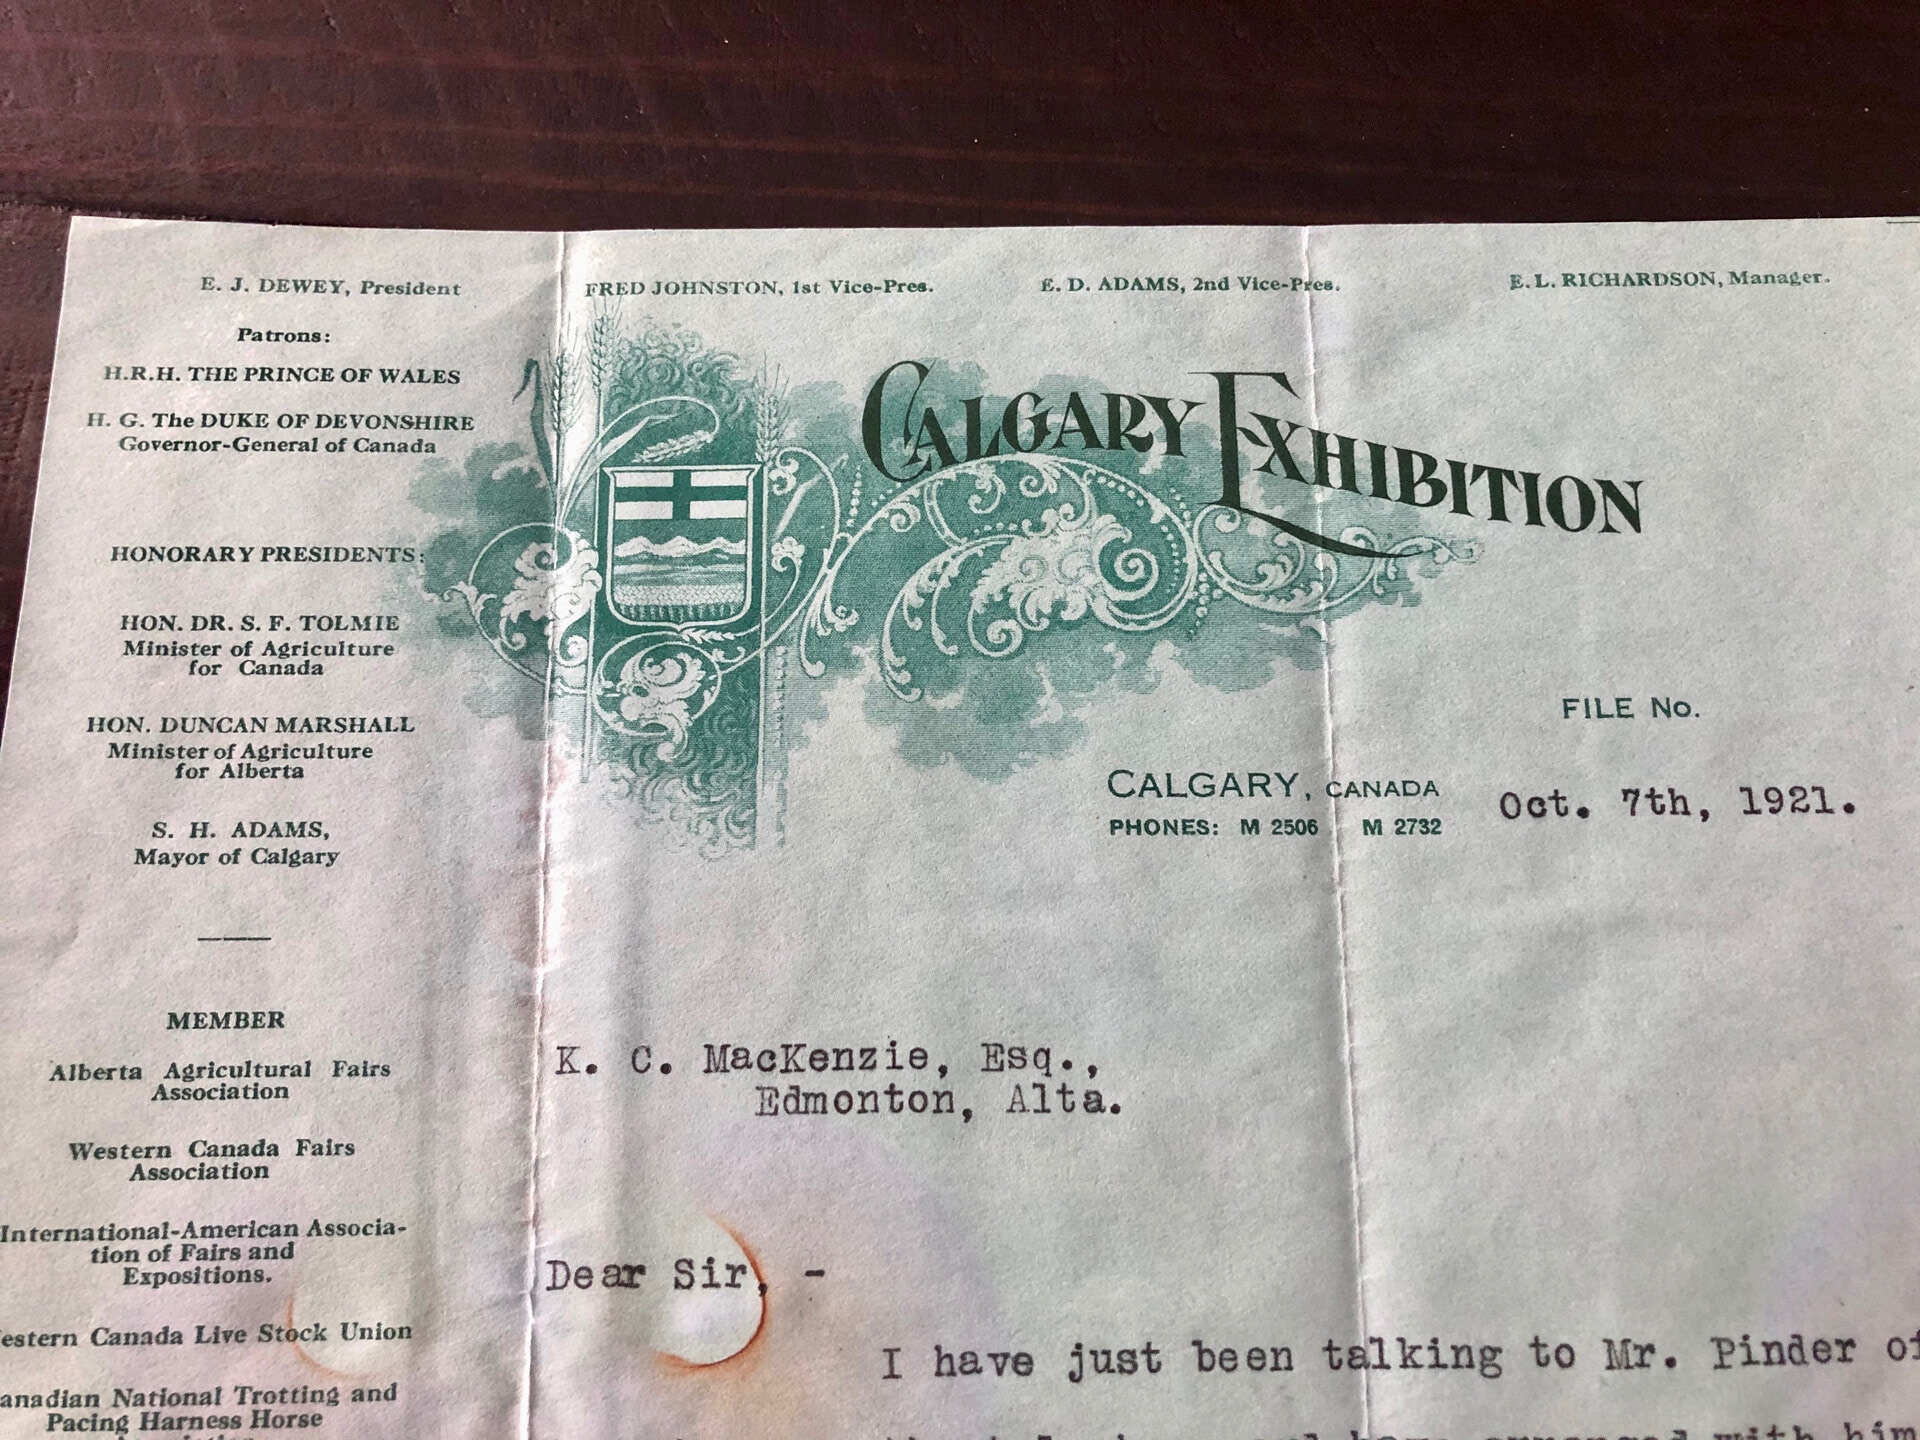 E. J. DEWEY, President
FRED JOHNSTON, 1st Vice-Pres.
E. D. ADAMS, 2nd Vice-Pres.
E. L. RICHARDSON, Manager.
Patrons:
H.R.H. THE PRINCE OF WALES
H. G. The DUKE OF DEVONSHIRE
Governor-General of Canada
HONORARY PRESIDENTS:
HON. DR. S. F. TOLMIE
Minister of Agriculture
for Canada
HON. DUNCAN MARSHALL
Minister of Agriculture
for Alberta
S. H. ADAMS,
Mayor of Calgary
MEMBER
Alberta Agricultural Fairs
Association
Western Canada Fairs
Association
International-American Associa-
tion of Fairs and
Expositions.
estern Canada Live Stock Union
anadian National Trotting and
Pacing Harness Horse
CALGARY EXHIBITION
FILE No.
CALGARY, CANADA
PHONES: M 2506 M 2732
Oct. 7th, 1921.
K. C. MacKenzie, Esq.,
Edmonton, Alta.
Dear Sir, -
I have just been talking to Mr. Pinder of
with him